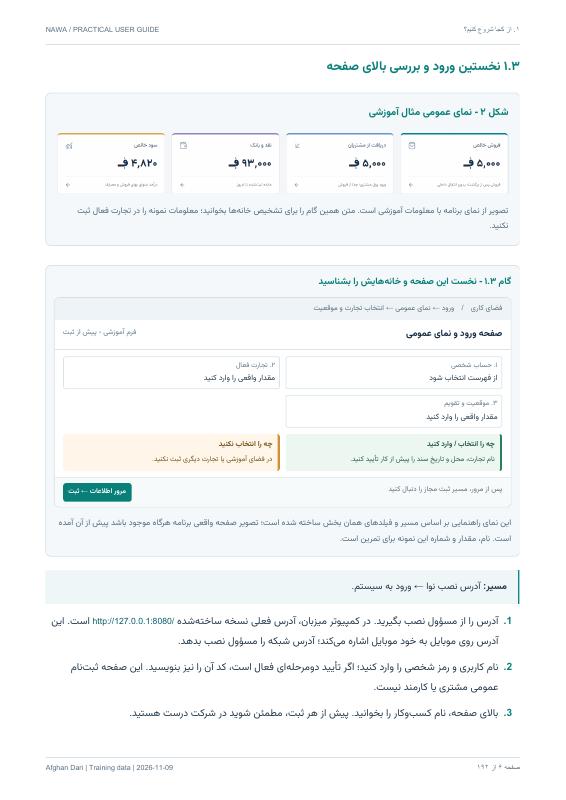 ۱. از کجا شروع کنیم؟
NAWA / PRACTICAL USER GUIDE
۱.۳ نخستین ورود و بررسی بالای صفحه
شکل ۲ - نمای عمومی مثال آموزشی
فروش خالص
دریافت از مشتریان
نقد و بانک
سود خالص
۵,۰۰۰ ؋
۵,۰۰۰ ؋
۹۳,۰۰۰ ؋
۴,۸۲۰ ؋
تصویر از نمای برنامه با معلومات آموزشی است. متن همین گام را برای تشخیص خانه‌ها بخوانید؛ معلومات نمونه را در تجارت فعال ثبت
نکنید.
گام ۱.۳ - نخست این صفحه و خانه‌هایش را بشناسید
فضای کاری / ورود ← نمای عمومی ← انتخاب تجارت و موقعیت
صفحه ورود و نمای عمومی
فرم آموزشی - پیش از ثبت
۱. حساب شخصی
از فهرست انتخاب شود
۲. تجارت فعال
مقدار واقعی را وارد کنید
۳. موقعیت و تقویم
مقدار واقعی را وارد کنید
چه را انتخاب / وارد کنید
نام تجارت، محل و تاریخ سند را پیش از کار تأیید کنید.
چه را انتخاب نکنید
در فضای آموزشی یا تجارت دیگری ثبت نکنید.
پس از مرور، مسیر ثبت مجاز را دنبال کنید.
مرور اطلاعات ← ثبت
این نمای راهنمایی بر اساس مسیر و فیلدهای همان بخش ساخته شده است؛ تصویر صفحه واقعی برنامه هرگاه موجود باشد پیش از آن آمده
است. نام، مقدار و شماره این نمونه برای تمرین است.
مسیر: آدرس نصب نوا ← ورود به سیستم.
1. آدرس را از مسؤول نصب بگیرید. در کمپیوتر میزبان، آدرس فعلی نسخه ساخته‌شده http://127.0.0.1:8080/ است. این
آدرس روی موبایل به خود موبایل اشاره می‌کند؛ آدرس شبکه را مسؤول نصب بدهد.
2. نام کاربری و رمز شخصی را وارد کنید؛ اگر تأیید دومرحله‌ای فعال است، کد آن را نیز بنویسید. این صفحه ثبت‌نام
عمومی مشتری یا کارمند نیست.
3. بالای صفحه، نام کسب‌وکار را بخوانید. پیش از هر ثبت، مطمئن شوید در شرکت درست هستید.
صفحه ۶ از ۱۹۲
Afghan Dari | Training data | 2026-11-09